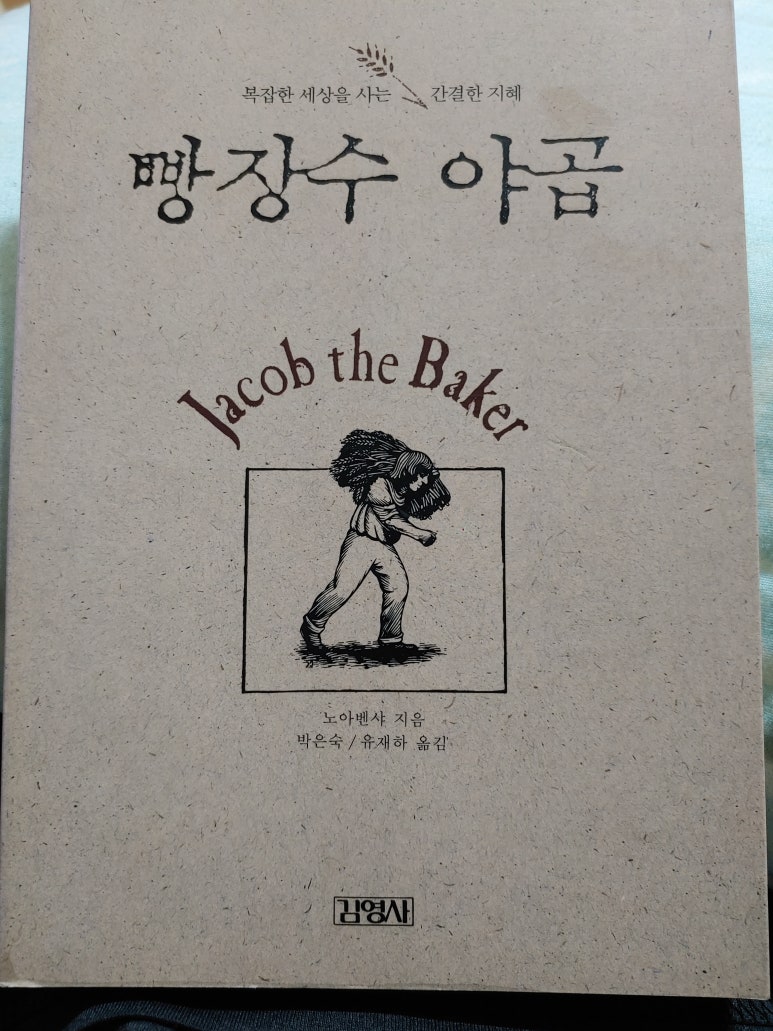 복잡한 세상을 사는 간결한 지혜
빵장수 야곱
Jacob the Baker
노아벤샤 지음
박은숙 / 유재하 옮김
김영사